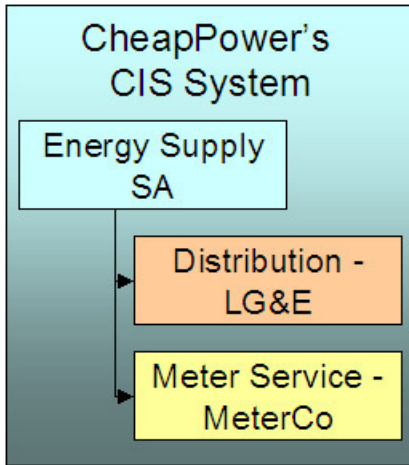 CheapPower's
CIS System
Energy Supply
SA
Distribution -
LG&E
Meter Service -
MeterCo